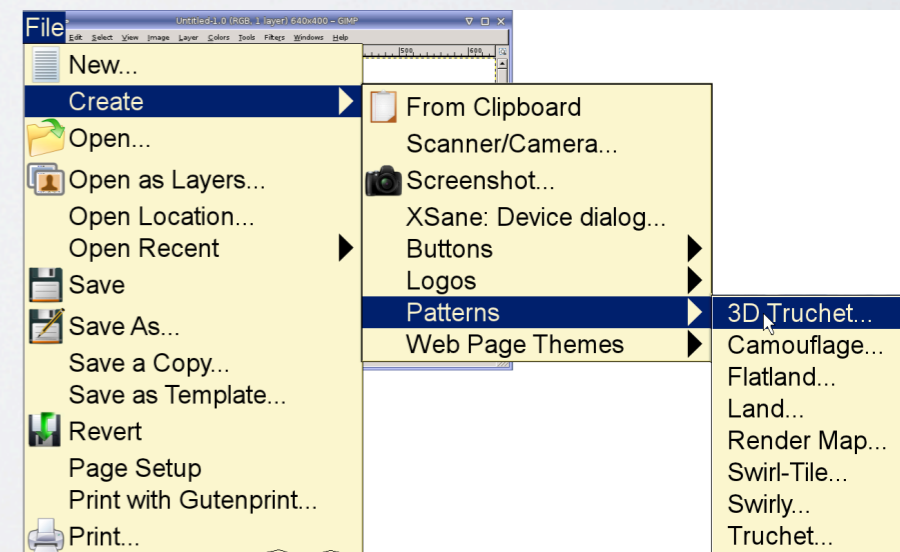 Untitled-1.0 (RGB, 1 layer) 640x400 – GIMP
File Edit Select View Image Layer Colors Tools Filters Windows Help
500 600
New...
Create
Open...
Open as Layers...
Open Location...
Open Recent
Save
Save As...
Save a Copy...
Save as Template...
Revert
Page Setup
Print with Gutenprint...
Print...
From Clipboard
Scanner/Camera...
Screenshot...
XSane: Device dialog...
Buttons
Logos
Patterns
Web Page Themes
3D Truchet...
Camouflage...
Flatland...
Land...
Render Map...
Swirl-Tile...
Swirly...
Truchet...